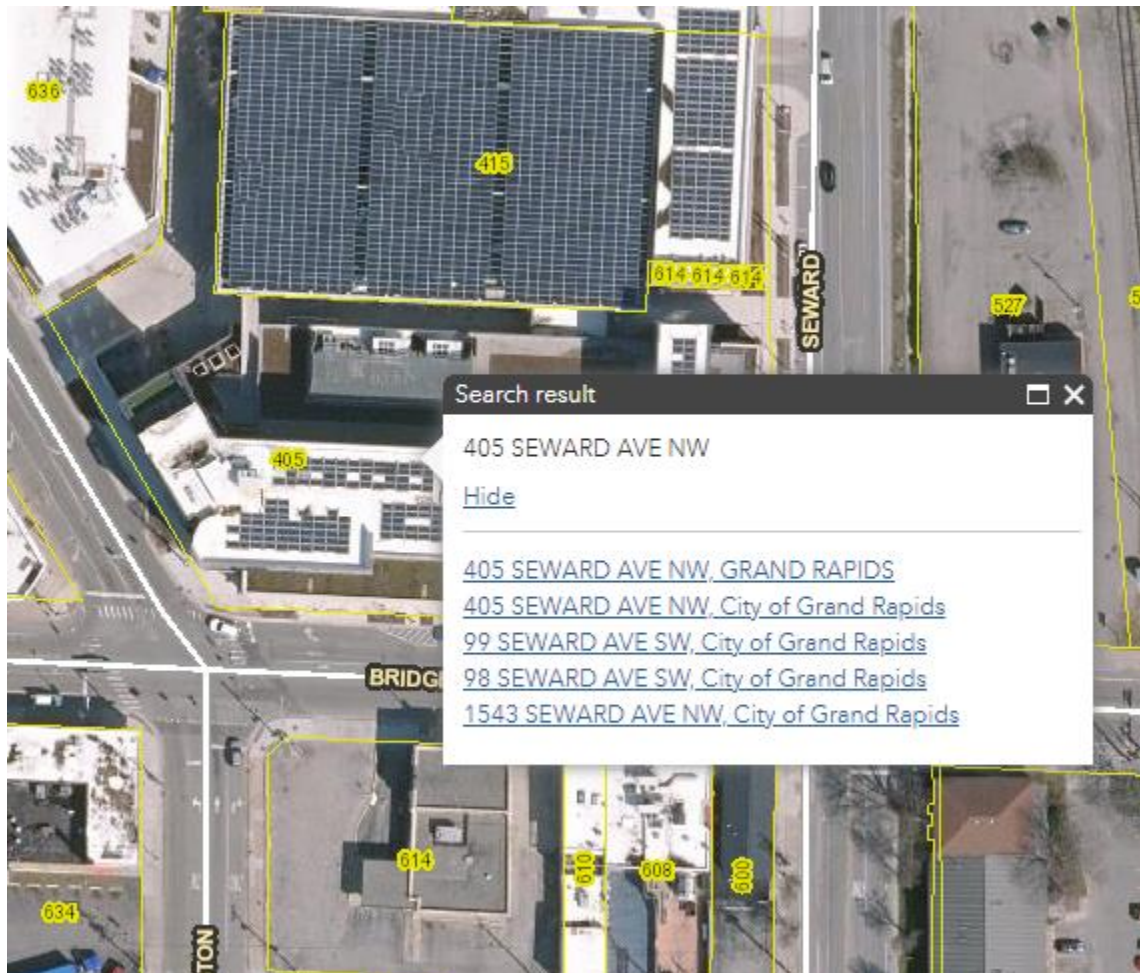 636
415
614 614 614
SEWARD
527
5
Search result
405 SEWARD AVE NW
Hide
405 SEWARD AVE NW, GRAND RAPIDS
405 SEWARD AVE NW, City of Grand Rapids
99 SEWARD AVE SW, City of Grand Rapids
98 SEWARD AVE SW, City of Grand Rapids
1543 SEWARD AVE NW, City of Grand Rapids
405
BRIDG
614
610
608
600
634
TON